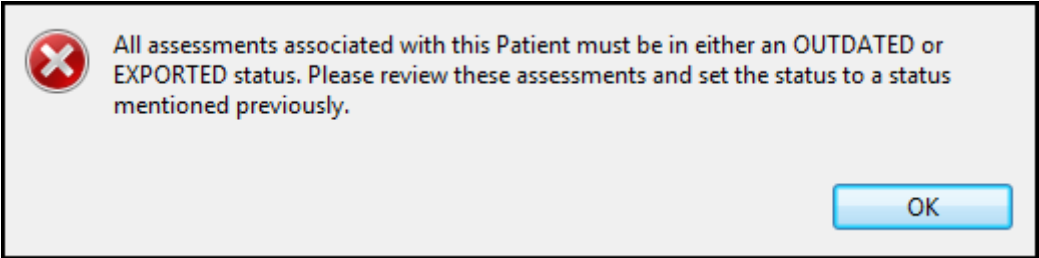 All assessments associated with this Patient must be in either an OUTDATED or
EXPORTED status. Please review these assessments and set the status to a status
mentioned previously.
OK